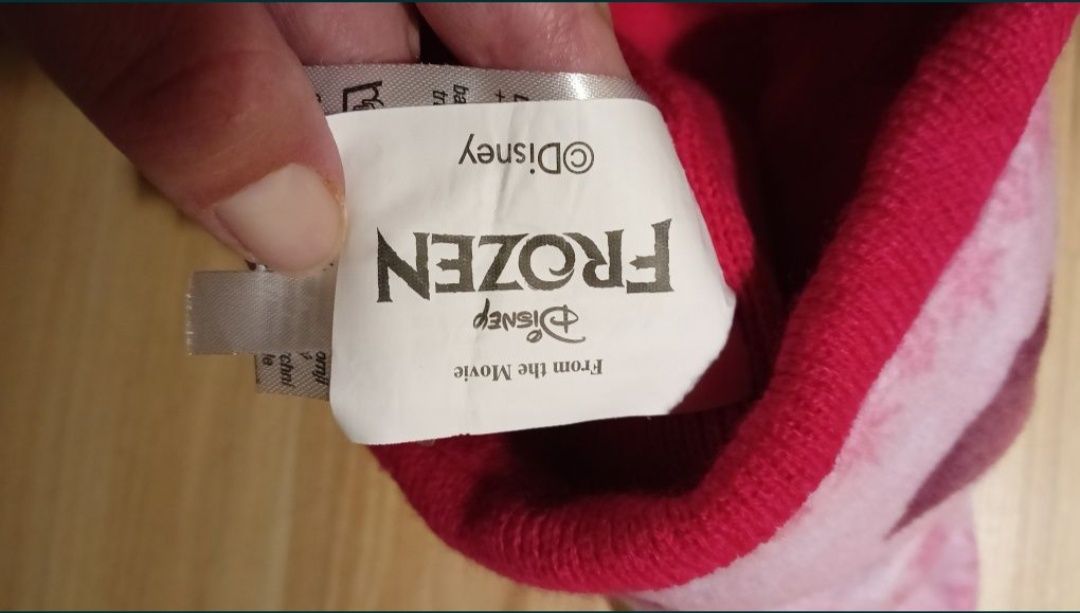 From the Movie
Disney
FROZEN
©Disney